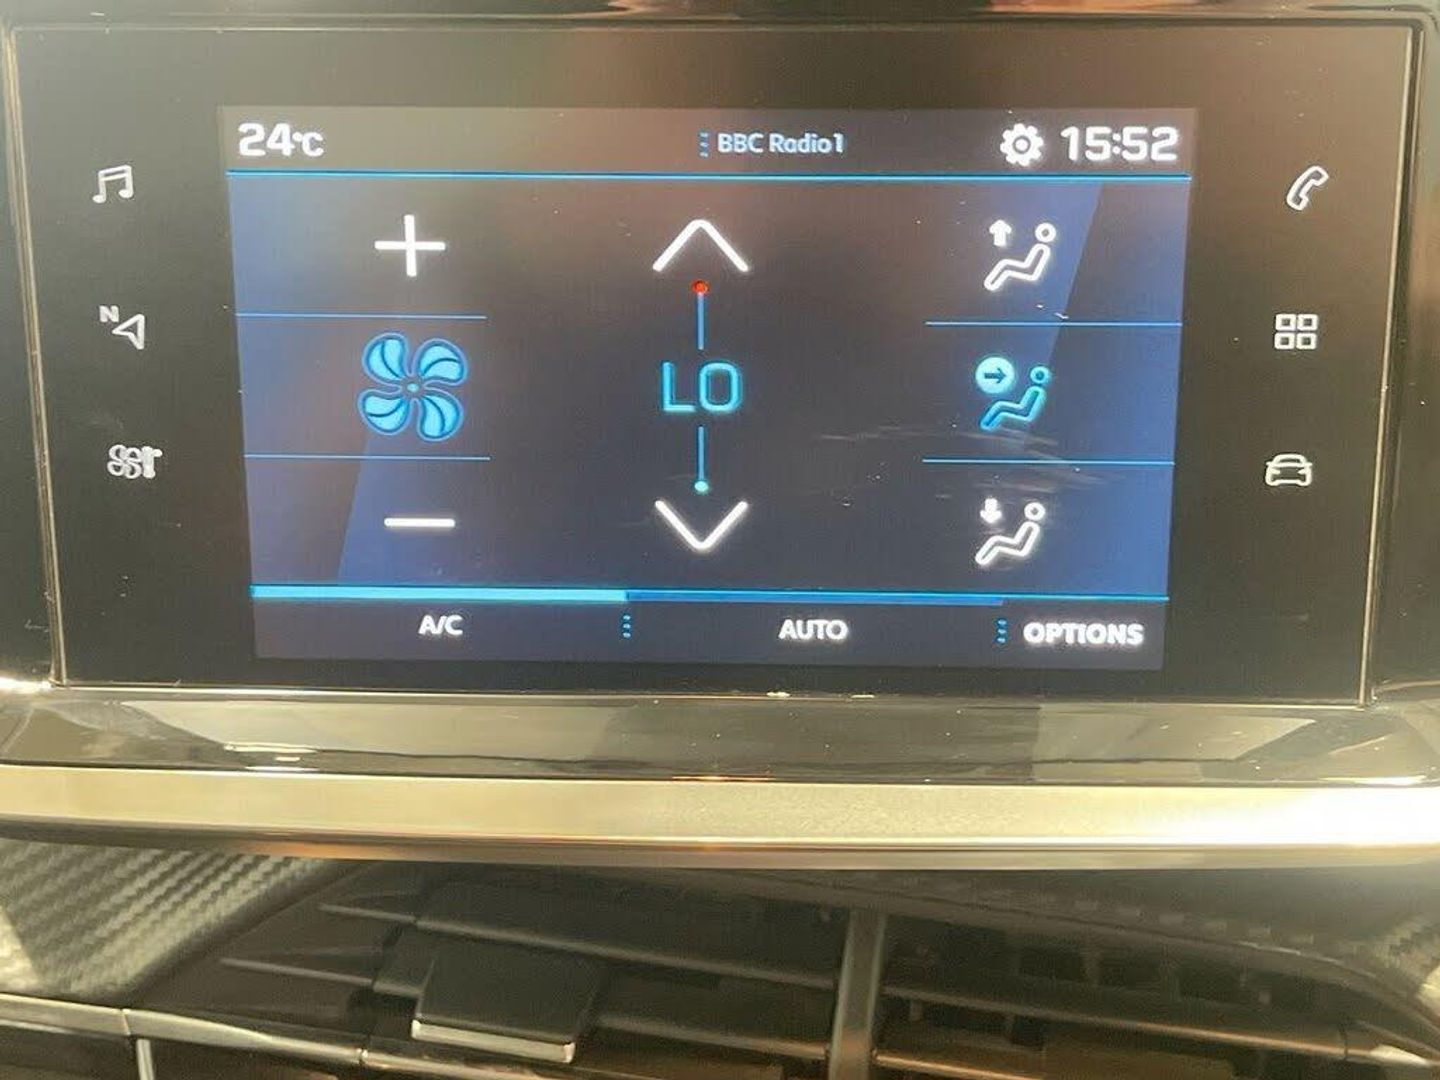 24°C BBC Radio 1 15:52
N
LO
A/C AUTO OPTIONS